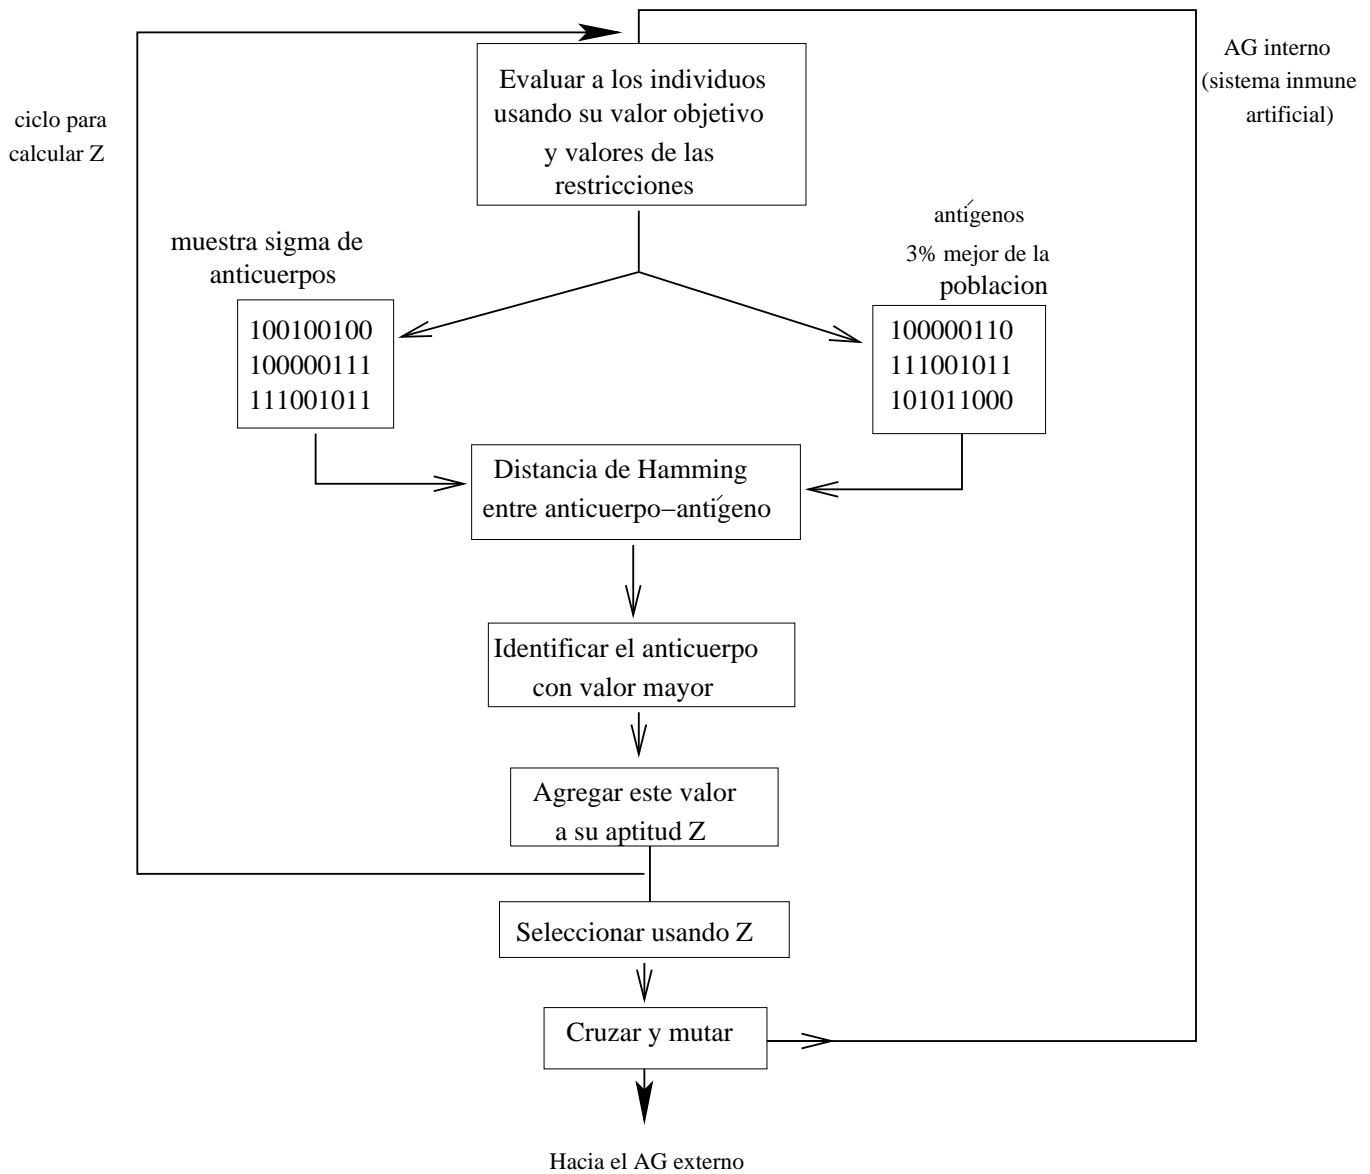 AG interno
(sistema inmune
artificial)
ciclo para
calcular Z
Evaluar a los individuos
usando su valor objetivo
y valores de las
restricciones
muestra sigma de
anticuerpos
100100100
100000111
111001011
antígenos
3% mejor de la
poblacion
100000110
111001011
101011000
Distancia de Hamming
entre anticuerpo−antígeno
Identificar el anticuerpo
con valor mayor
Agregar este valor
a su aptitud Z
Seleccionar usando Z
Cruzar y mutar
Hacia el AG externo